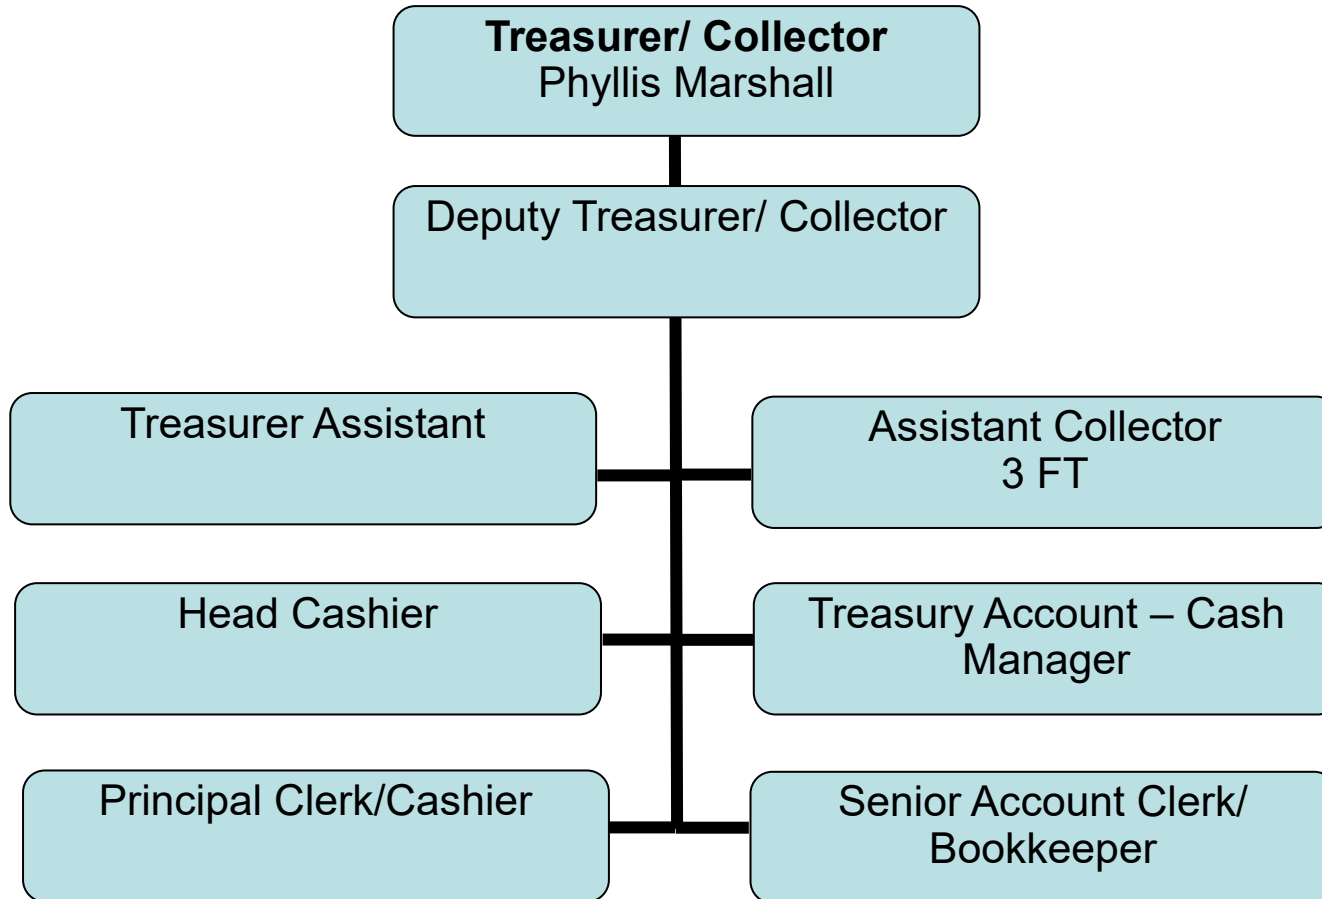 Treasurer/ Collector
Phyllis Marshall
Deputy Treasurer/ Collector
Treasurer Assistant
Assistant Collector
3 FT
Head Cashier
Treasury Account – Cash
Manager
Principal Clerk/Cashier
Senior Account Clerk/
Bookkeeper